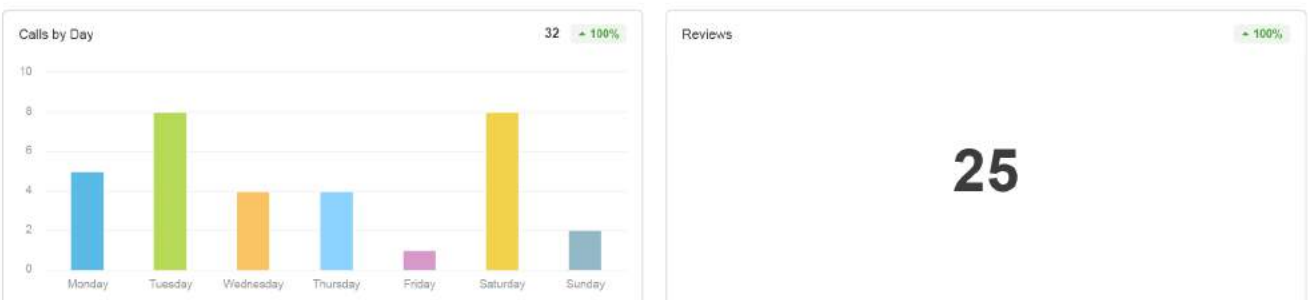 Calls by Day 32 100%
10
8
6
4
2
0
Monday Tuesday Wednesday Thursday Friday Saturday Sunday
Reviews 100%
25